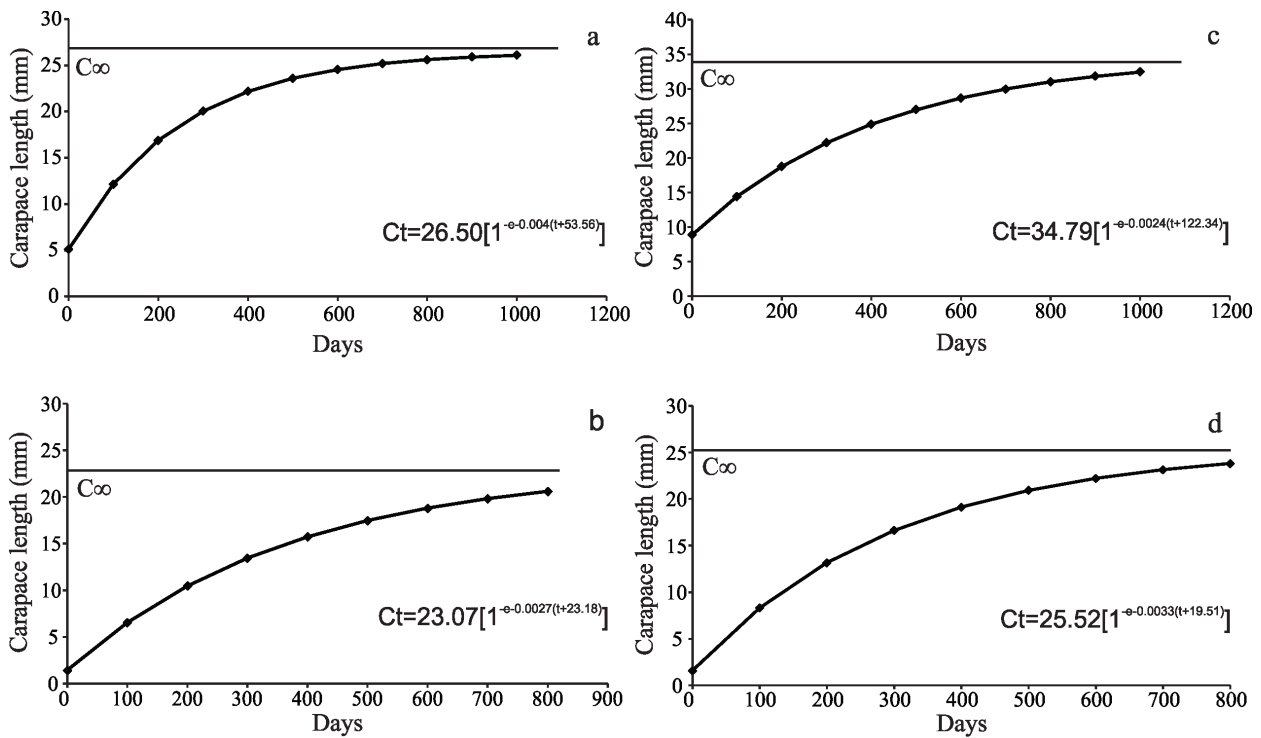 a
Carapace length (mm)
30
25
20
15
10
5
0
C∞
Ct=26.50[1-e-0.004(t+53.56)]
0 200 400 600 800 1000 1200
Days
c
Carapace length (mm)
40
35
30
25
20
15
10
5
0
C∞
Ct=34.79[1-e-0.0024(t+122.34)]
0 200 400 600 800 1000 1200
Days
b
Carapace length (mm)
30
25
20
15
10
5
0
C∞
Ct=23.07[1-e-0.0027(t+23.18)]
0 100 200 300 400 500 600 700 800 900
Days
d
Carapace length (mm)
30
25
20
15
10
5
0
C∞
Ct=25.52[1-e-0.0033(t+19.51)]
0 100 200 300 400 500 600 700 800
Days